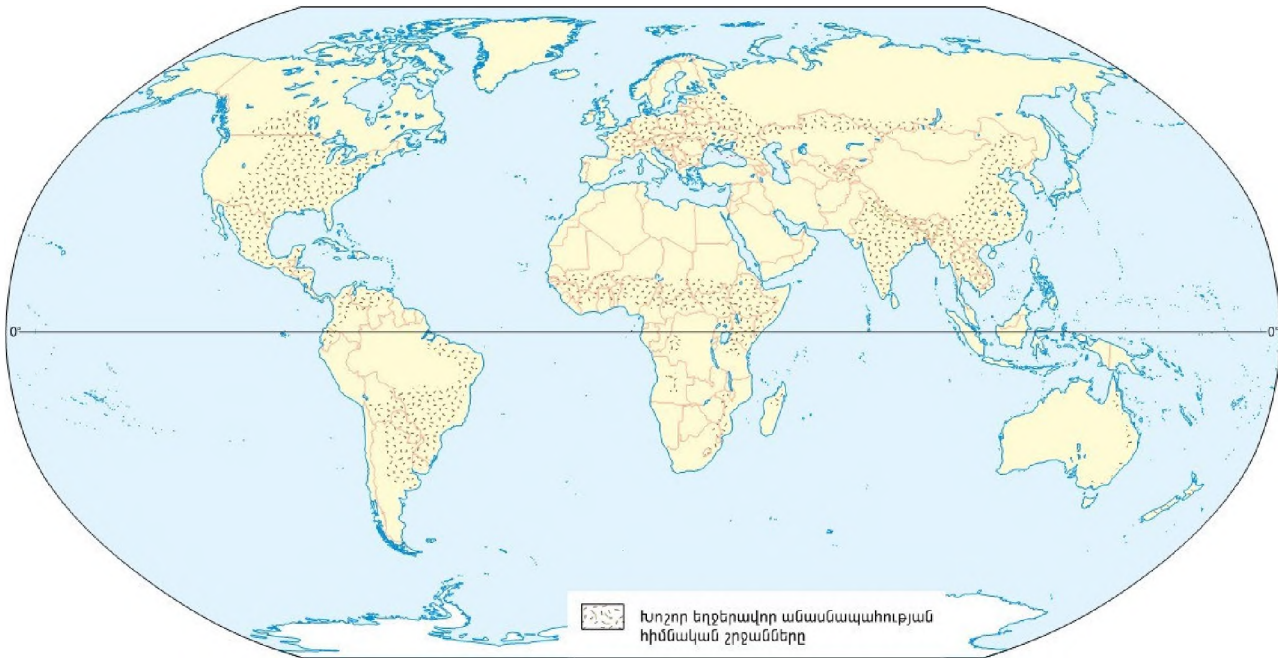 0°
0°
Խոշոր եղջերավոր անասնապահության
հիմնական շրջանները